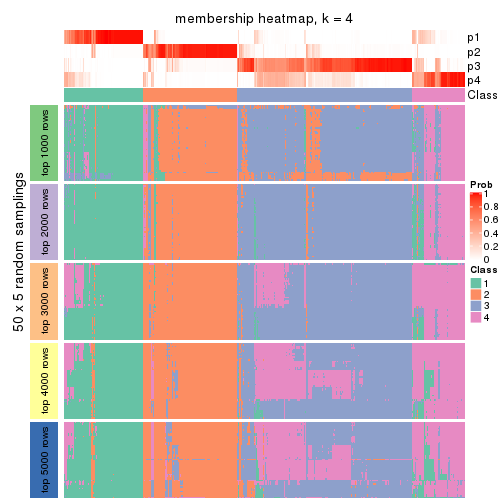 membership heatmap, k = 4
p1
p2
p3
p4
Class
50 x 5 random samplings
top 1000 rows
top 2000 rows
top 3000 rows
top 4000 rows
top 5000 rows
Prob
1
0.8
0.6
0.4
0.2
0
Class
1
2
3
4